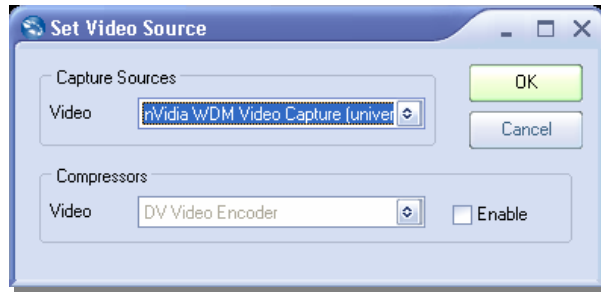 Set Video Source
Capture Sources
Video nVidia WDM Video Capture (univer
OK
Cancel
Compressors
Video DV Video Encoder Enable